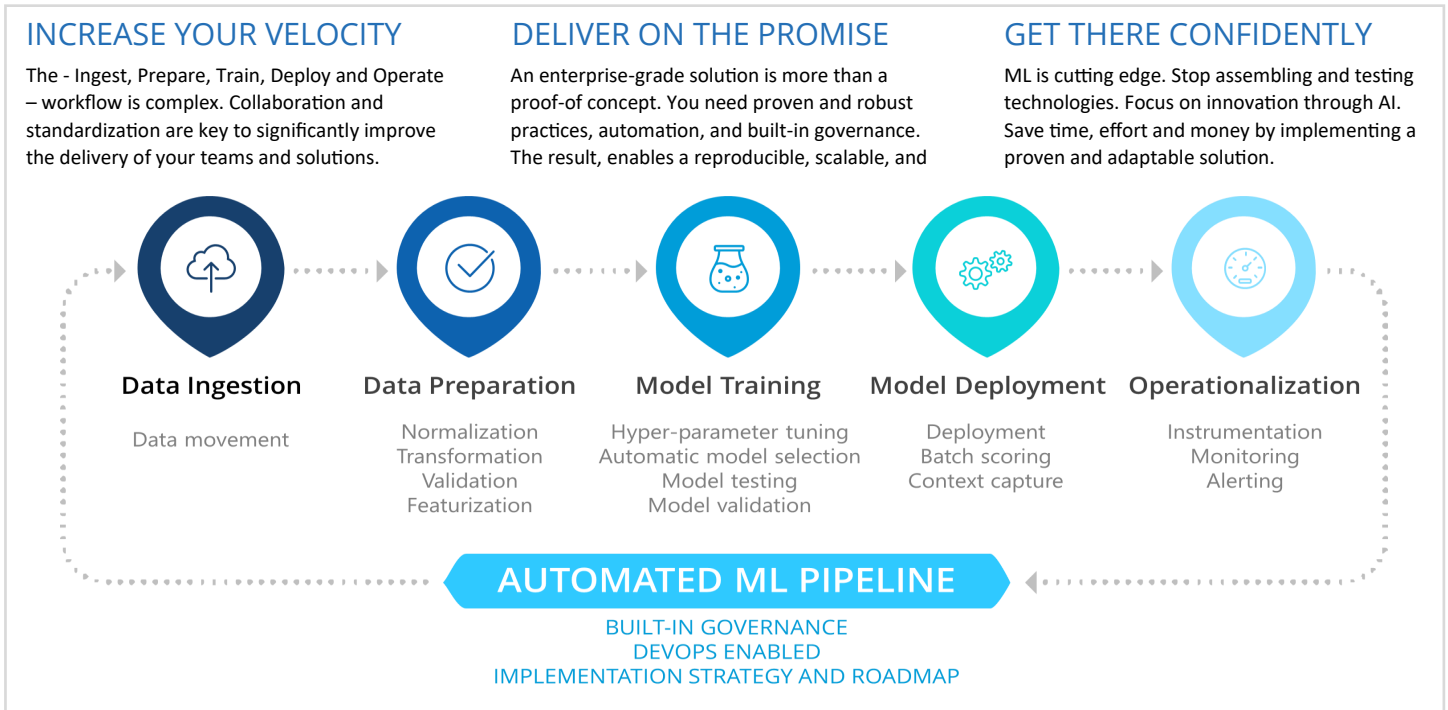 INCREASE YOUR VELOCITY
The - Ingest, Prepare, Train, Deploy and Operate
– workflow is complex. Collaboration and
standardization are key to significantly improve
the delivery of your teams and solutions.
DELIVER ON THE PROMISE
An enterprise-grade solution is more than a
proof-of concept. You need proven and robust
practices, automation, and built-in governance.
The result, enables a reproducible, scalable, and
GET THERE CONFIDENTLY
ML is cutting edge. Stop assembling and testing
technologies. Focus on innovation through AI.
Save time, effort and money by implementing a
proven and adaptable solution.
Data Ingestion
Data movement
Data Preparation
Normalization
Transformation
Validation
Featurization
Model Training
Hyper-parameter tuning
Automatic model selection
Model testing
Model validation
Model Deployment
Deployment
Batch scoring
Context capture
Operationalization
Instrumentation
Monitoring
Alerting
AUTOMATED ML PIPELINE
BUILT-IN GOVERNANCE
DEVOPS ENABLED
IMPLEMENTATION STRATEGY AND ROADMAP